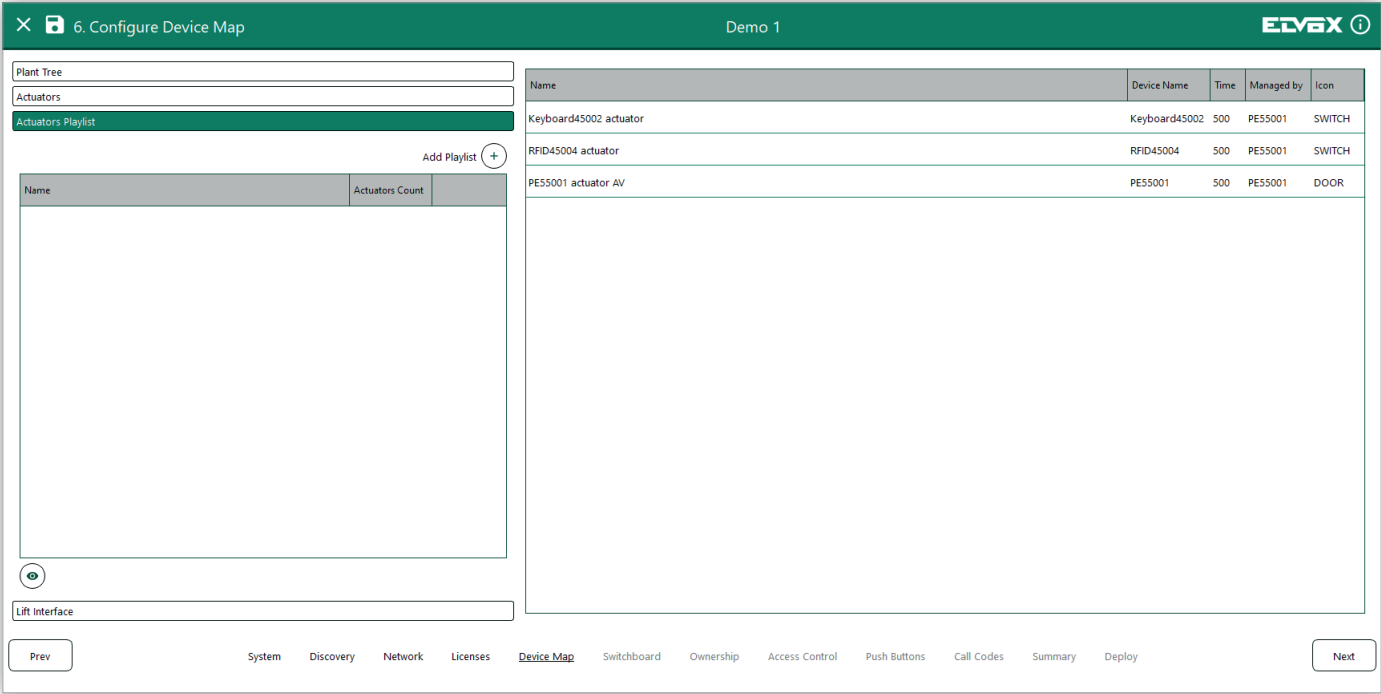 6. Configure Device Map
Demo 1
ELVOX
Plant Tree
Actuators
Actuators Playlist
Add Playlist
Name Actuators Count
Lift Interface
Name Device Name Time Managed by Icon
Keyboard45002 actuator Keyboard45002 500 PE55001 SWITCH
RFID45004 actuator RFID45004 500 PE55001 SWITCH
PE55001 actuator AV PE55001 500 PE55001 DOOR
Prev System Discovery Network Licenses Device Map Switchboard Ownership Access Control Push Buttons Call Codes Summary Deploy Next